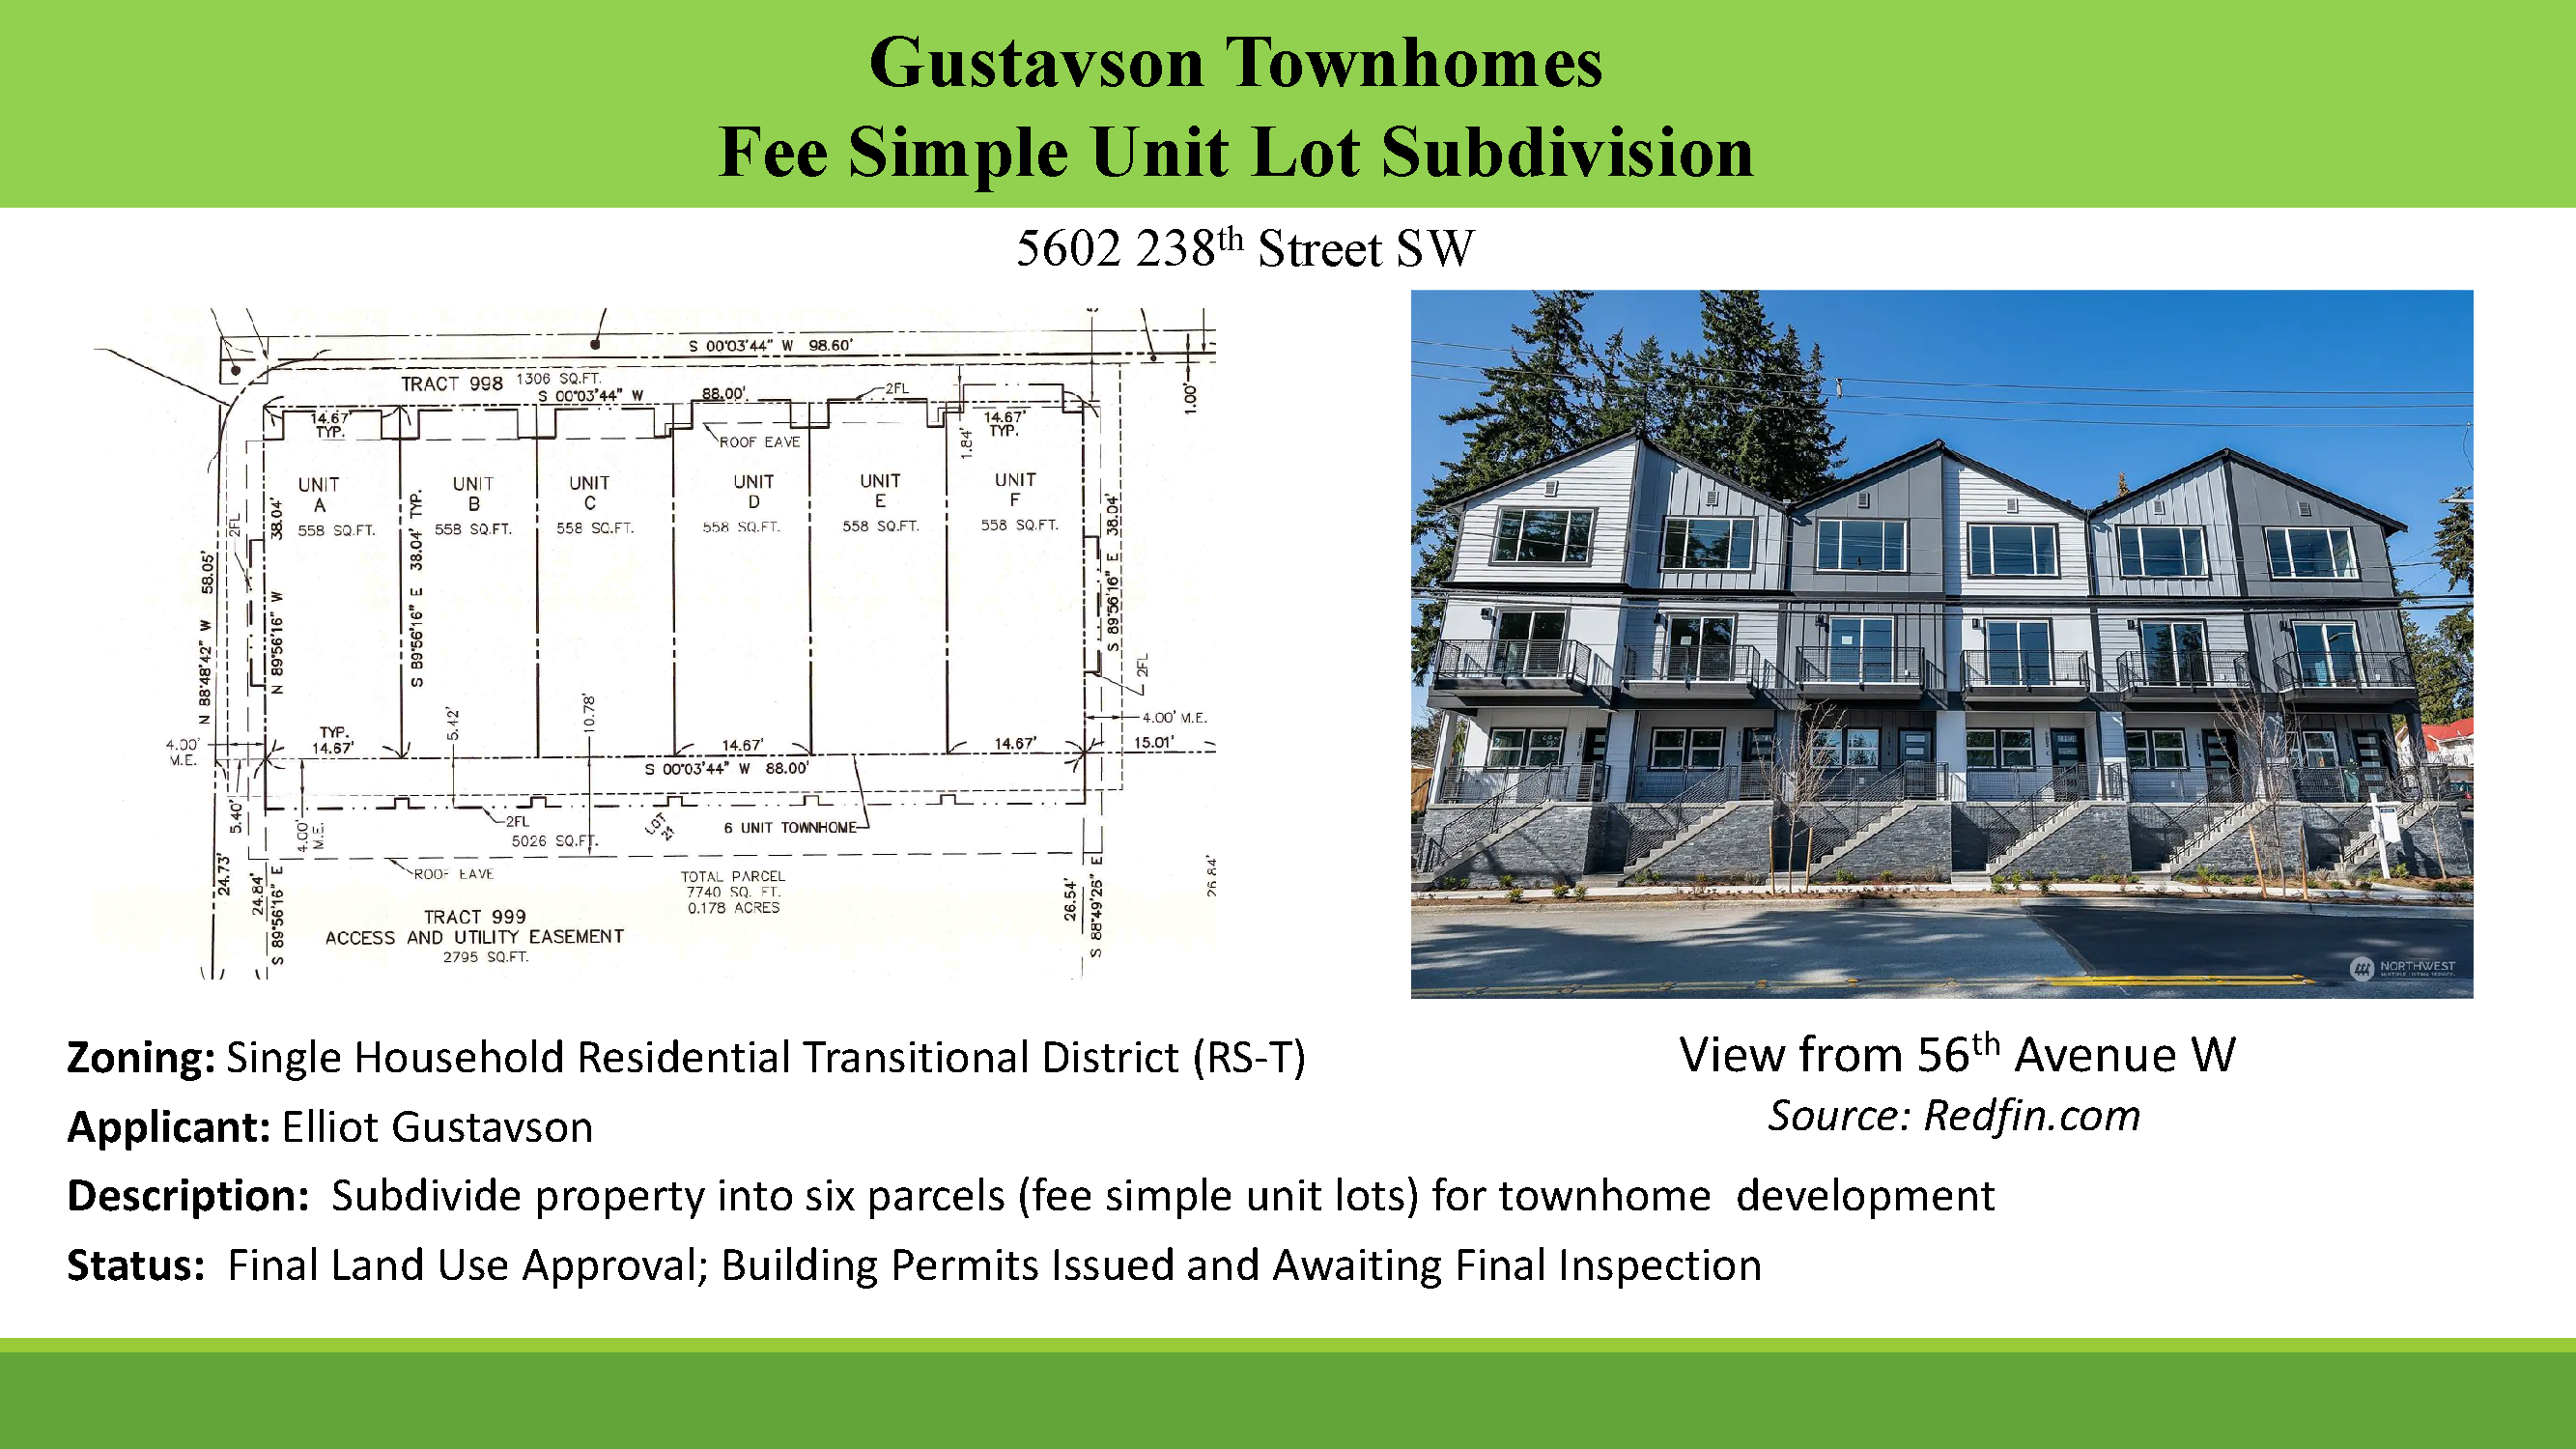 Gustavson Townhomes
Fee Simple Unit Lot Subdivision
5602 238th Street SW
S 00°03'44" W 98.60'
TRACT 998 1306 SQ.FT.
S 00°03'44" W 88.00'
2FL
1.00'
14.67'
TYP.
14.67'
TYP.
ROOF EAVE
1.84'
UNIT
A
558 SQ.FT.
UNIT
B
558 SQ.FT.
UNIT
C
558 SQ.FT.
UNIT
D
558 SQ.FT.
UNIT
E
558 SQ.FT.
UNIT
F
558 SQ.FT.
2FL
N 88°48'42" W 58.05'
N 89°56'16" W 38.04'
S 89°56'16" E 38.04' TYP.
S 89°56'16" E 38.04'
2FL
5.42'
10.78'
4.00' M.E.
15.01'
4.00'
M.E.
TYP.
14.67'
14.67'
14.67'
S 00°03'44" W 88.00'
5.40'
4.00'
M.E.
2FL
5026 SQ.FT.
LOT
21
6 UNIT TOWNHOME
24.73'
24.84'
S 89°56'16" E
ROOF EAVE
TOTAL PARCEL
7740 SQ. FT.
0.178 ACRES
26.54'
S 88°49'26" E
26.84'
TRACT 999
ACCESS AND UTILITY EASEMENT
2795 SQ.FT.
NORTHWEST
MULTIPLE LISTING SERVICE
View from 56th Avenue W
Source: Redfin.com
Zoning: Single Household Residential Transitional District (RS-T)
Applicant: Elliot Gustavson
Description: Subdivide property into six parcels (fee simple unit lots) for townhome development
Status: Final Land Use Approval; Building Permits Issued and Awaiting Final Inspection